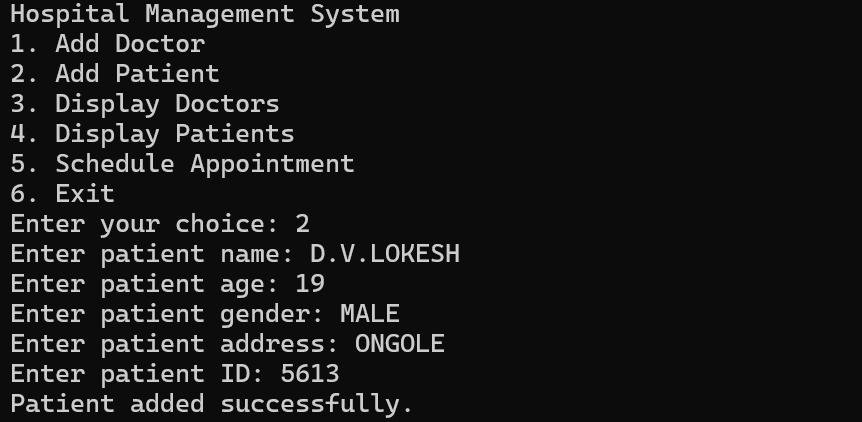 Hospital Management System
1. Add Doctor
2. Add Patient
3. Display Doctors
4. Display Patients
5. Schedule Appointment
6. Exit
Enter your choice: 2
Enter patient name: D.V.LOKESH
Enter patient age: 19
Enter patient gender: MALE
Enter patient address: ONGOLE
Enter patient ID: 5613
Patient added successfully.